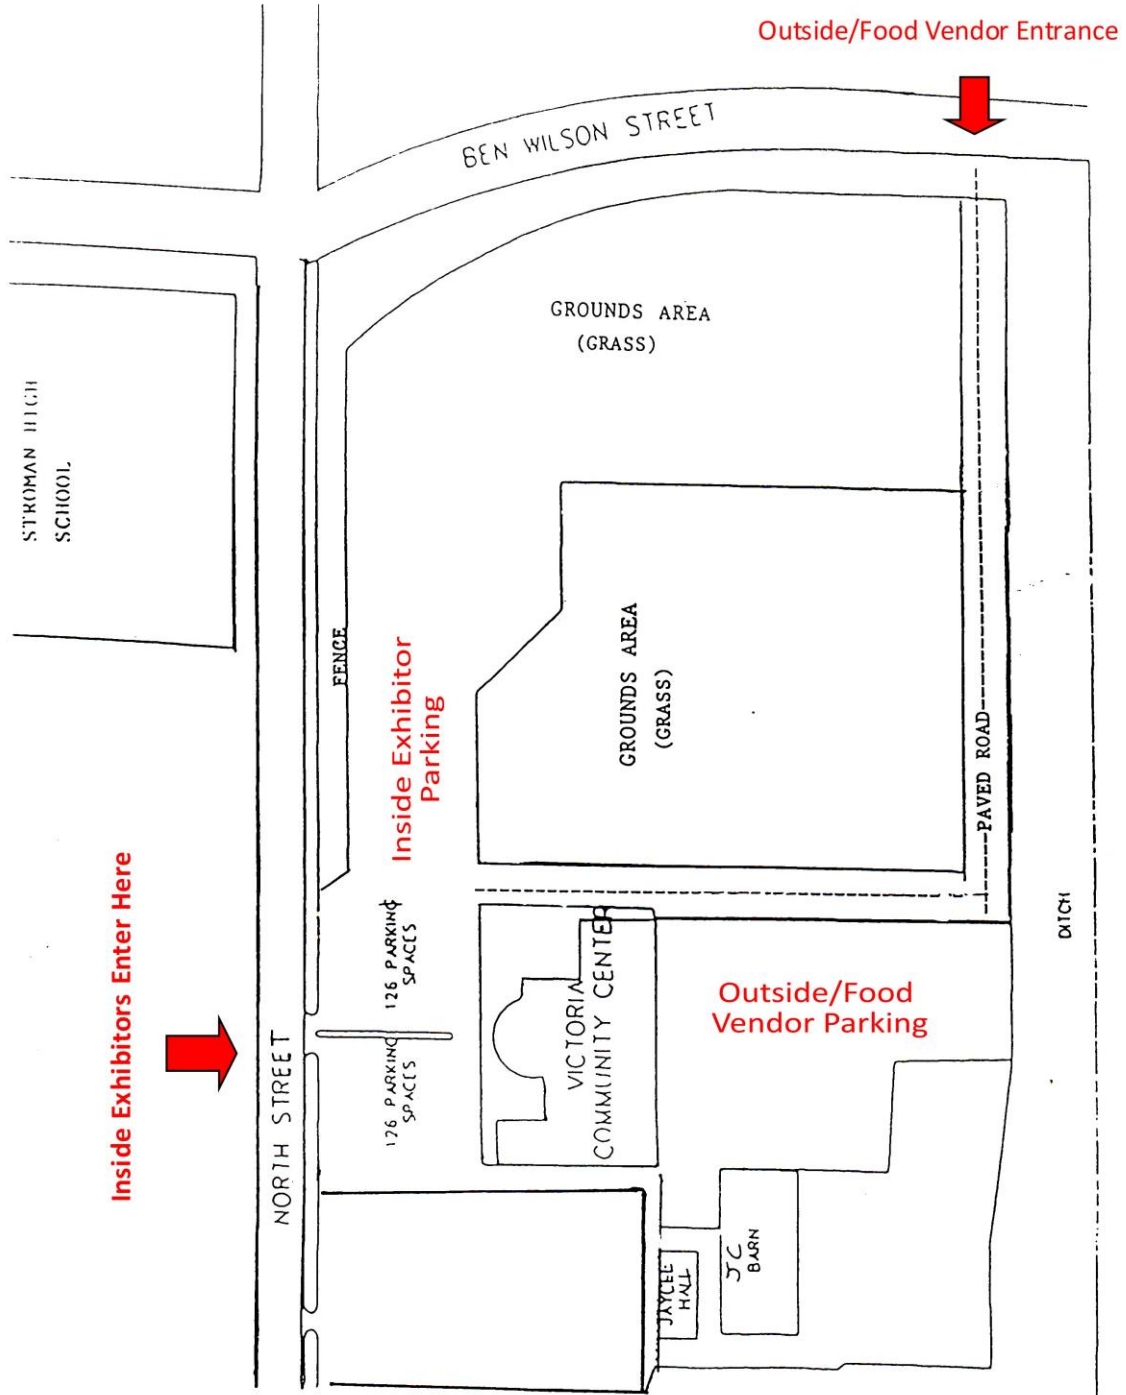 Outside/Food Vendor Entrance
BEN WILSON STREET
GROUNDS AREA
(GRASS)
STROMAN HIGH
SCHOOL
FENCE
Inside Exhibitor
Parking
GROUNDS AREA
(GRASS)
PAVED ROAD
Inside Exhibitors Enter Here
126 PARKING
SPACES
126 PARKING
SPACES
NORTH STREET
VICTORIA
COMMUNITY CENTER
Outside/Food
Vendor Parking
DITCH
JAYCEE
HALL
JC
BARN